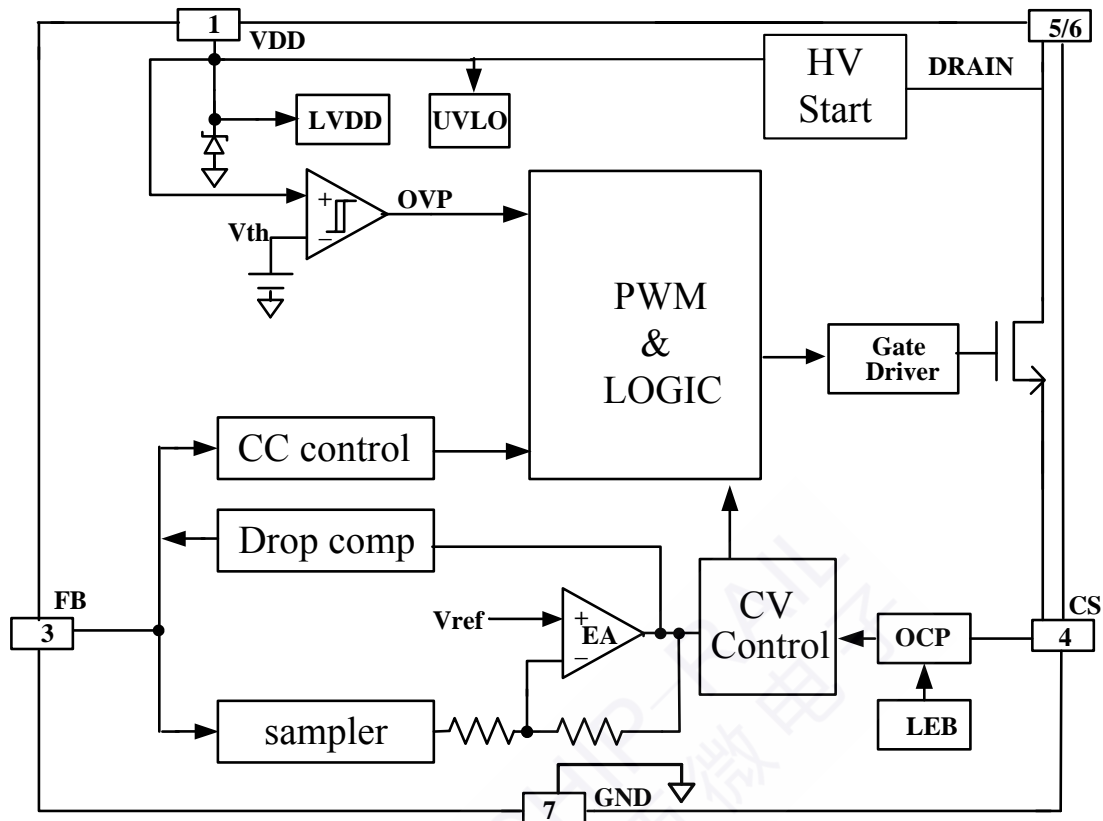 1
VDD
5/6
HV
Start
DRAIN
LVDD
UVLO
+
OVP
Vth
−
PWM
&
LOGIC
Gate
Driver
CC control
Drop comp
FB
3
Vref
+
EA
−
CV
Control
OCP
CS
4
sampler
LEB
7
GND